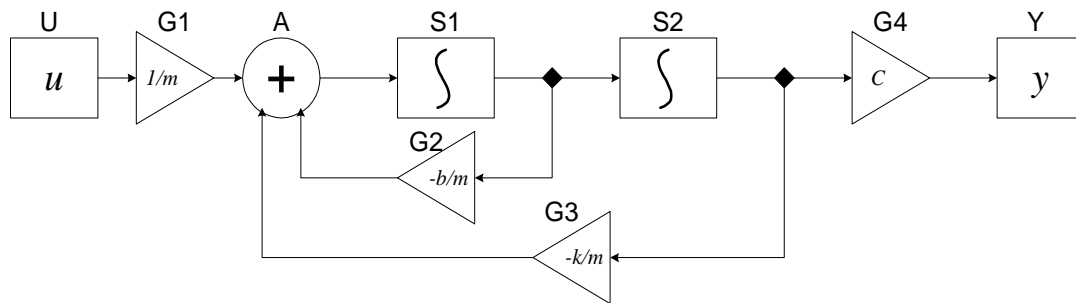 U G1 A S1 S2 G4 Y
u 1/m + ∫ ∫ C y
G2
-b/m
G3
-k/m